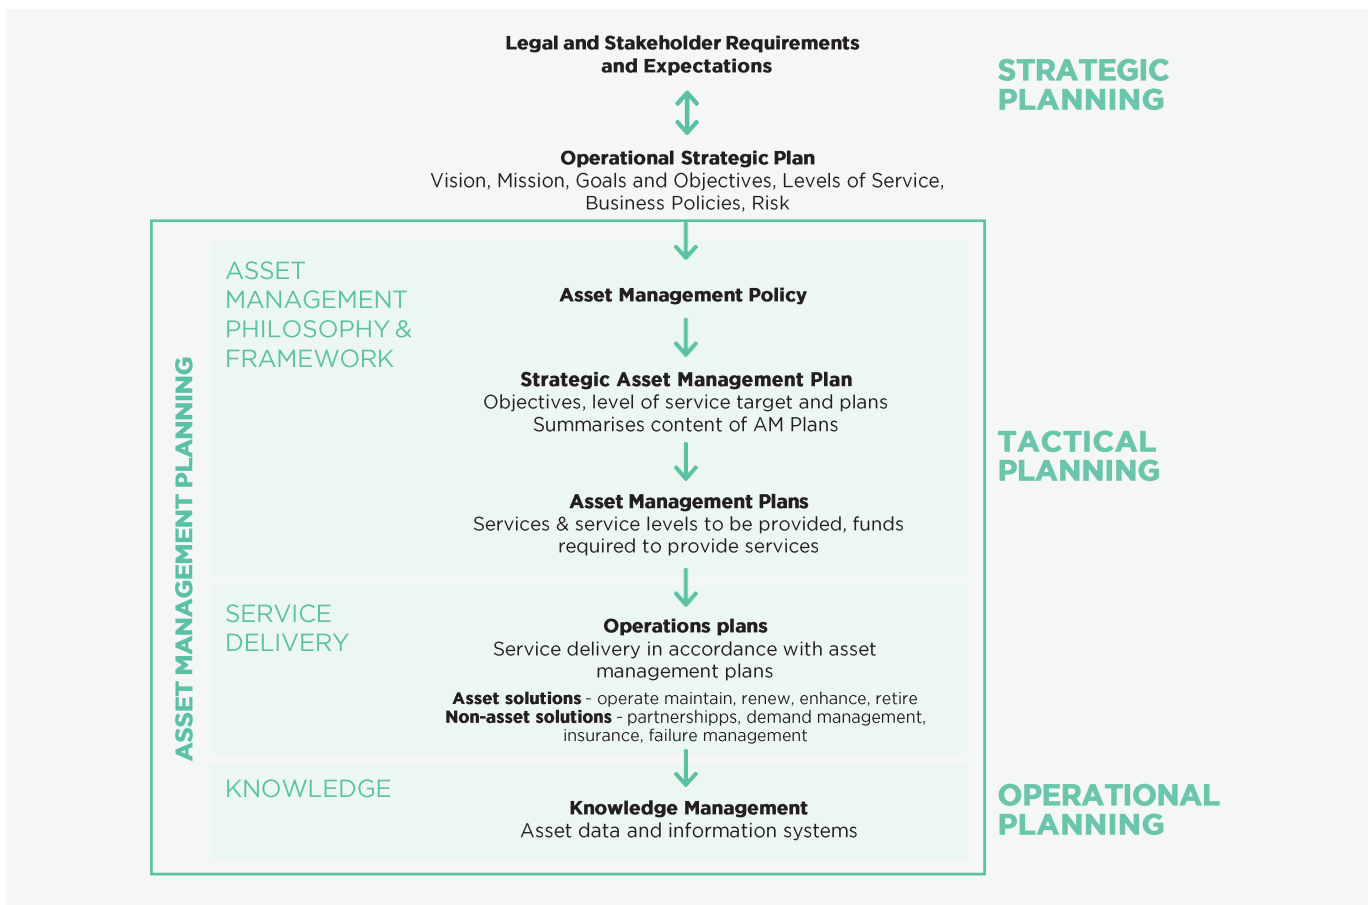 Legal and Stakeholder Requirements
and Expectations
STRATEGIC
PLANNING
Operational Strategic Plan
Vision, Mission, Goals and Objectives, Levels of Service,
Business Policies, Risk
ASSET MANAGEMENT PLANNING
ASSET
MANAGEMENT
PHILOSOPHY &
FRAMEWORK
Asset Management Policy
Strategic Asset Management Plan
Objectives, level of service target and plans
Summarises content of AM Plans
TACTICAL
PLANNING
Asset Management Plans
Services & service levels to be provided, funds
required to provide services
SERVICE
DELIVERY
Operations plans
Service delivery in accordance with asset
management plans
Asset solutions - operate maintain, renew, enhance, retire
Non-asset solutions - partnershipps, demand management,
insurance, failure management
KNOWLEDGE
Knowledge Management
Asset data and information systems
OPERATIONAL
PLANNING